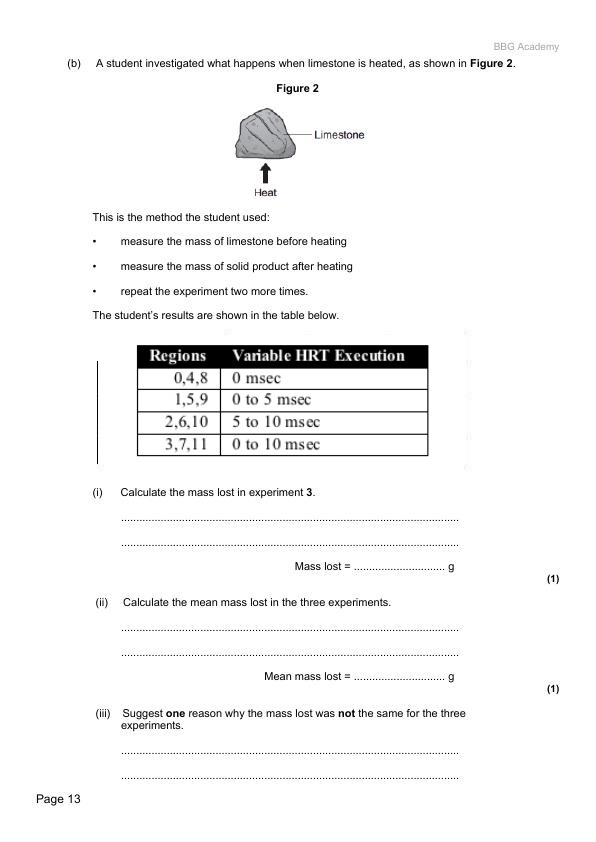 BBG Academy
(b) A student investigated what happens when limestone is heated, as shown in Figure 2.
Figure 2
Limestone
Heat
This is the method the student used:
• measure the mass of limestone before heating
• measure the mass of solid product after heating
• repeat the experiment two more times.
The student's results are shown in the table below.
Regions Variable HRT Execution
0,4,8 0 msec
1,5,9 0 to 5 msec
2,6,10 5 to 10 msec
3,7,11 0 to 10 msec
(i) Calculate the mass lost in experiment 3.
Mass lost = .............................. g
(1)
(ii) Calculate the mean mass lost in the three experiments.
Mean mass lost = .............................. g
(1)
(iii) Suggest one reason why the mass lost was not the same for the three
experiments.
Page 13